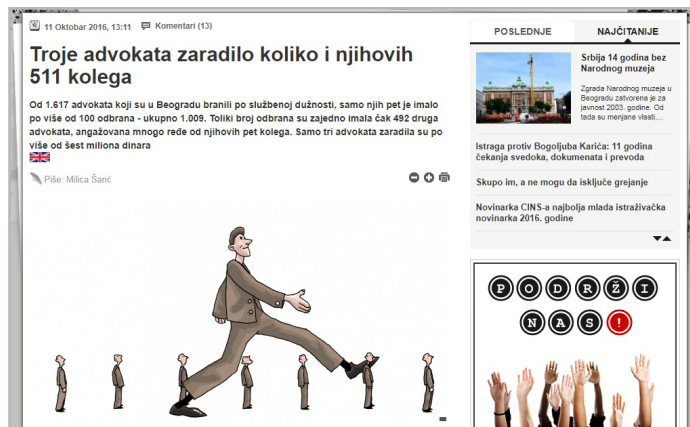 11 Oktobar 2016, 13:11 Komentari (13)
Troje advokata zaradilo koliko i njihovih
511 kolega
Od 1.617 advokata koji su u Beogradu branili po službenoj dužnosti, samo njih pet je imalo
po više od 100 odbrana - ukupno 1.009. Toliki broj odbrana su zajedno imala čak 492 druga
advokata, angažovana mnogo ređe od njihovih pet kolega. Samo tri advokata zaradila su po
više od šest miliona dinara
Piše: Milica Šarić
POSLEDNJE NAJČITANIJE
Srbija 14 godina bez
Narodnog muzeja
Zgrada Narodnog muzeja u
Beogradu zatvorena je za
javnost 2003. godine. Od
tada su menjane vlasti,...
Istraga protiv Bogoljuba Karića: 11 godina
čekanja svedoka, dokumenata i prevoda
Skupo im, a ne mogu da isključe grejanje
Novinarka CINS-a najbolja mlada istraživačka
novinarka 2016. godine
PODRŽI
NAS!